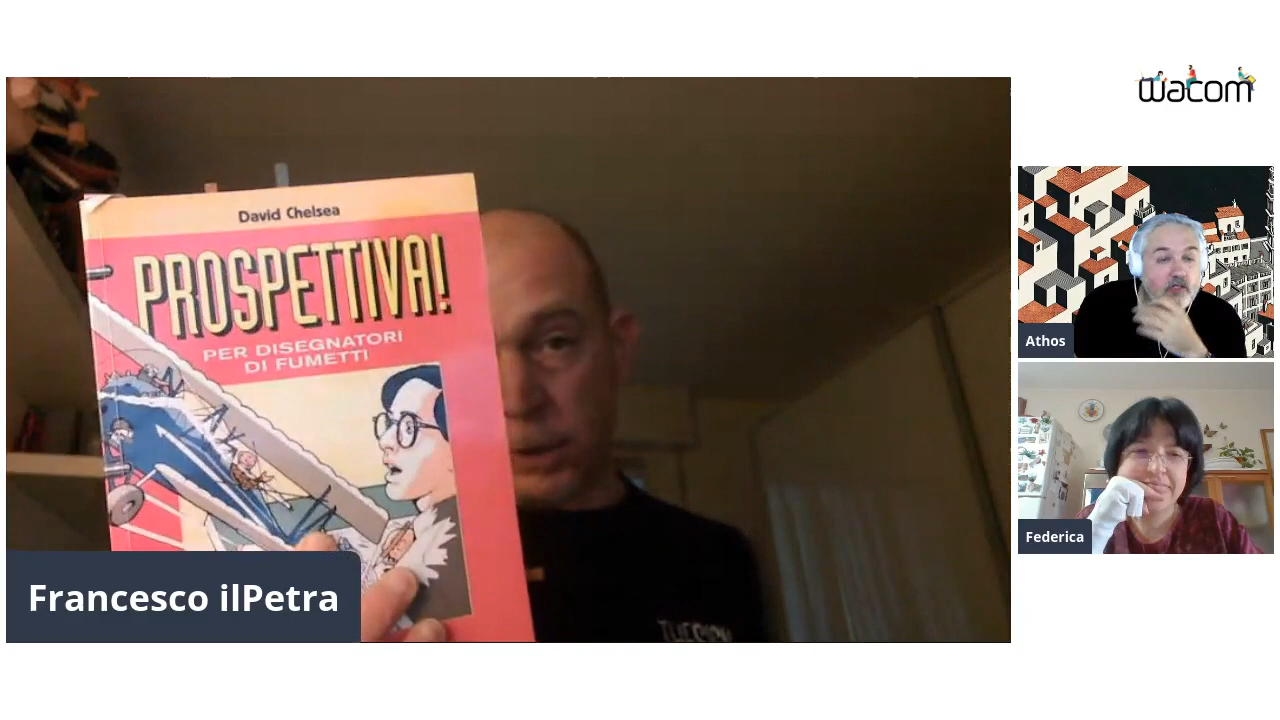 David Chelsea
PROSPETTIVA!
PER DISEGNATORI
DI FUMETTI
Francesco ilPetra
wacom
Athos
Federica